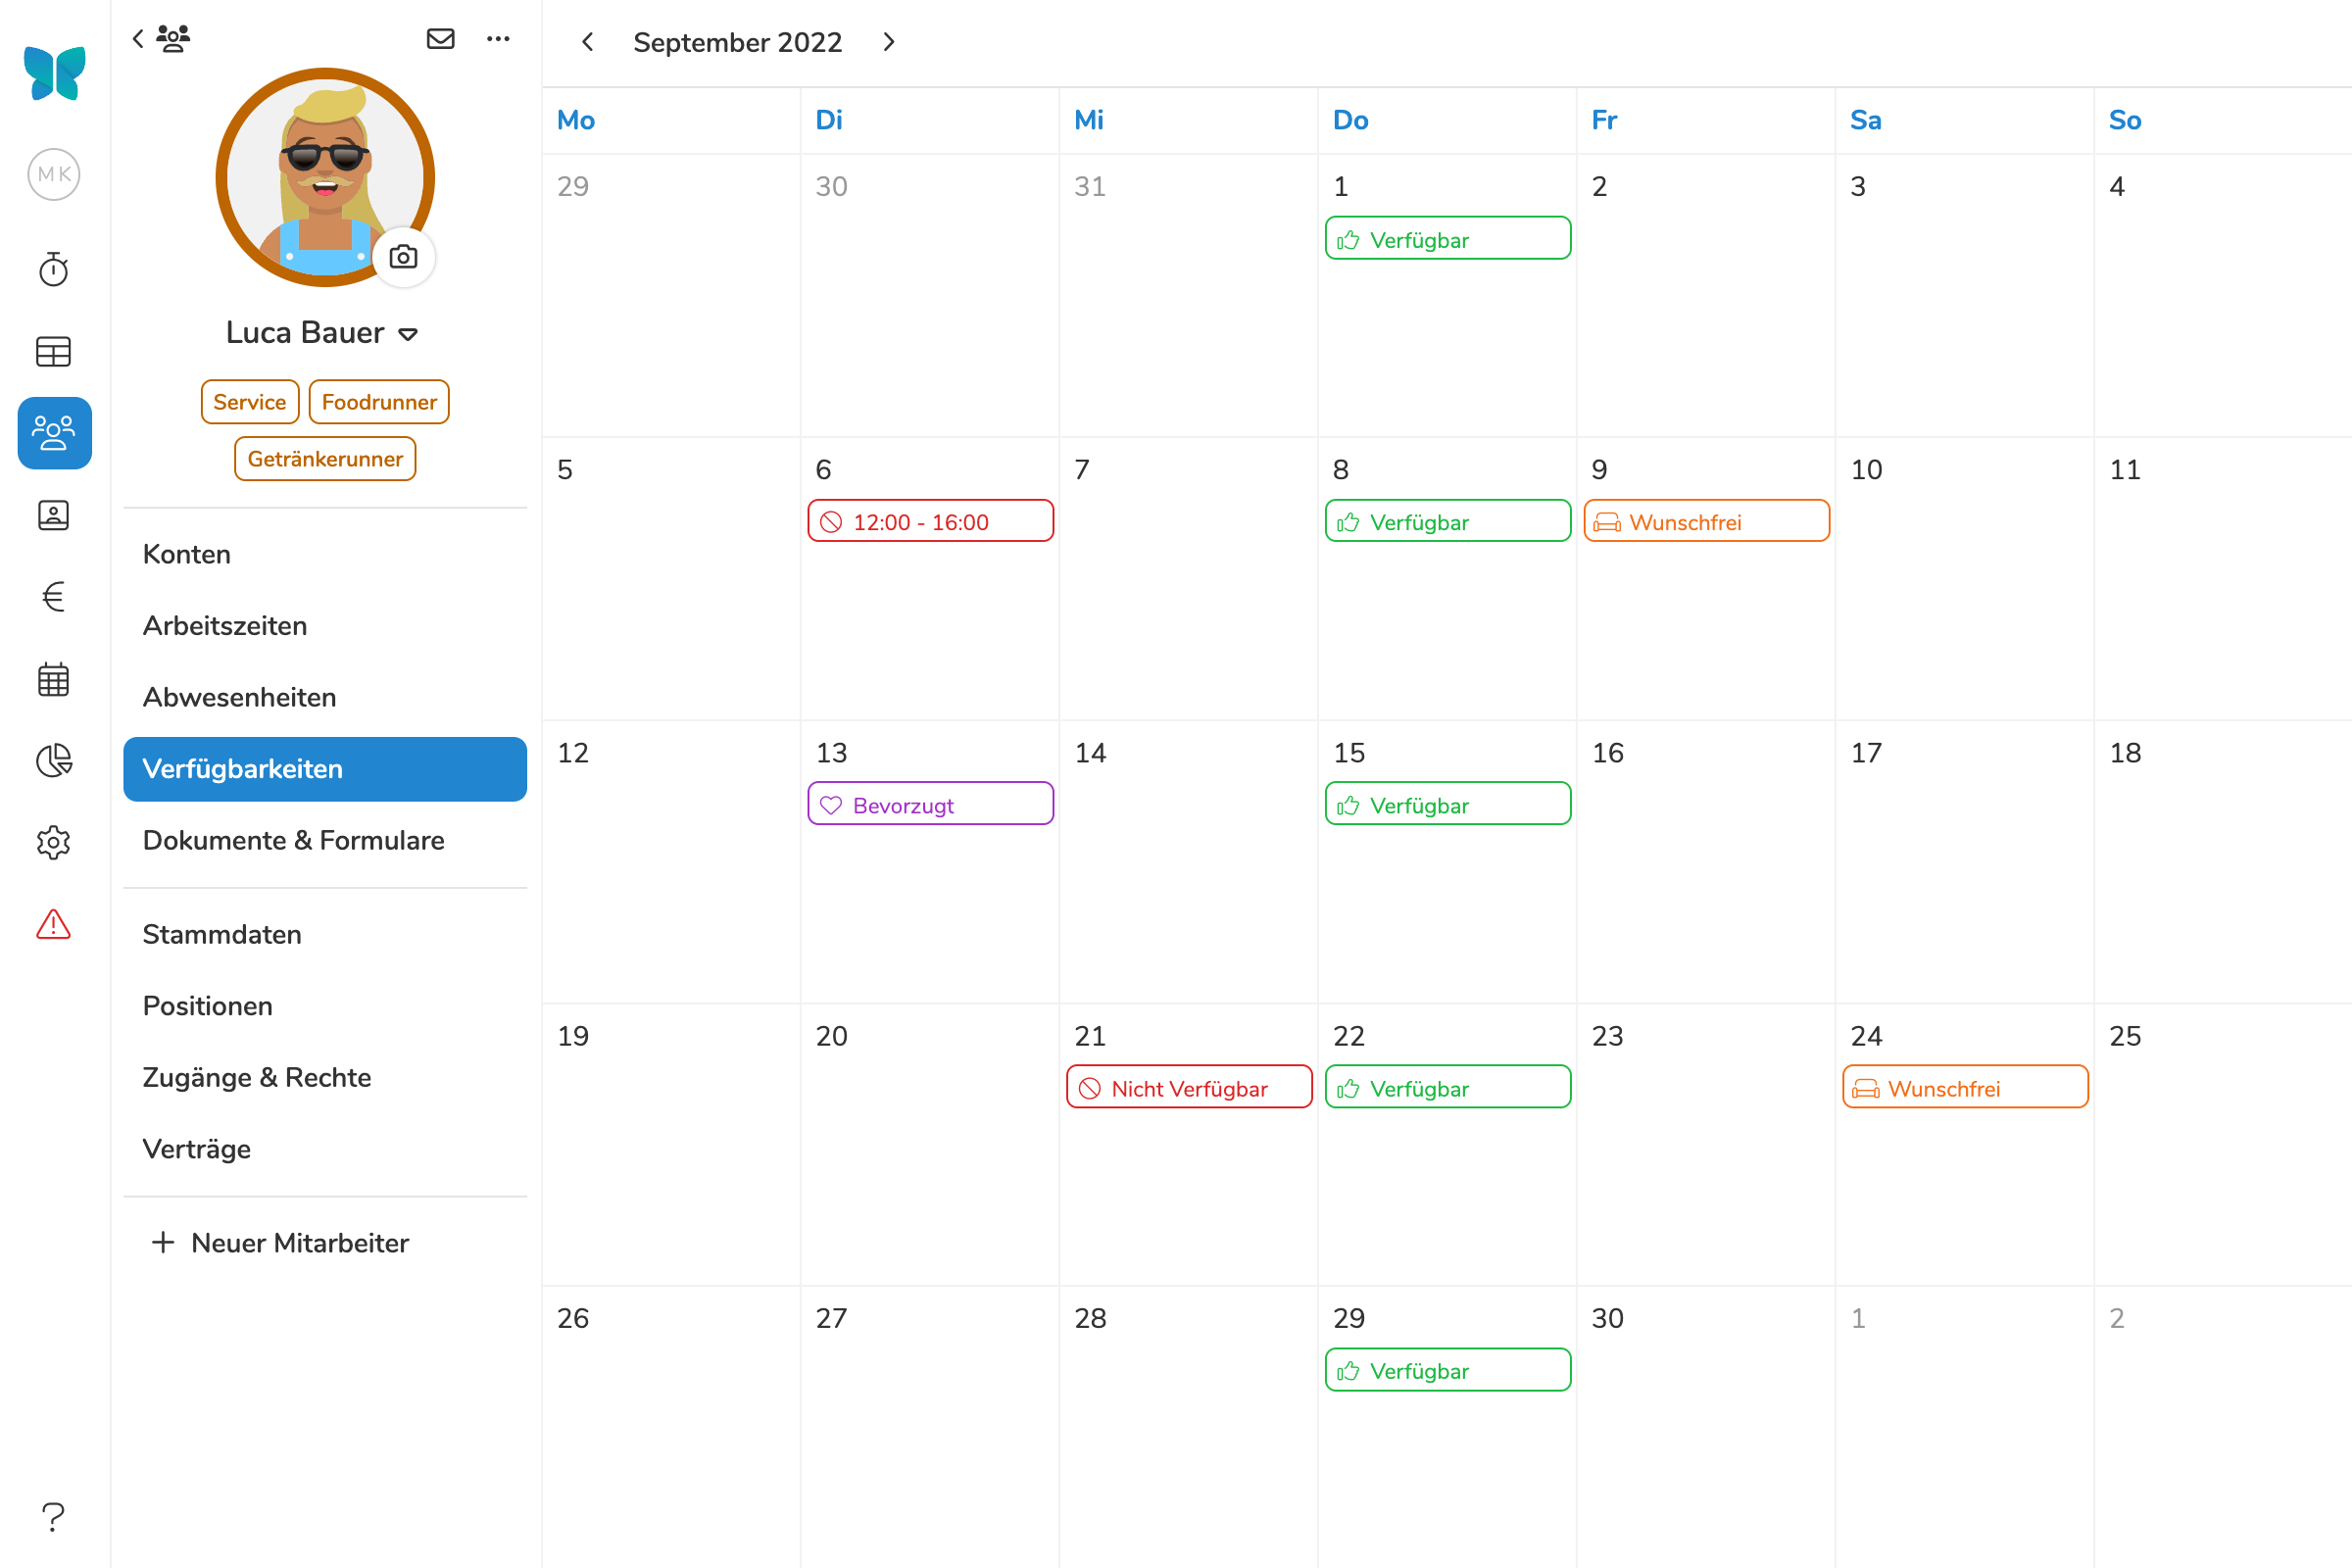 MK
Luca Bauer
Service Foodrunner
Getränkerunner
Konten
Arbeitszeiten
Abwesenheiten
Verfügbarkeiten
Dokumente & Formulare
Stammdaten
Positionen
Zugänge & Rechte
Verträge
+ Neuer Mitarbeiter
?
September 2022
Mo Di Mi Do Fr Sa So
29 30 31 1 2 3 4
Verfügbar
5 6 7 8 9 10 11
12:00 - 16:00 Verfügbar Wunschfrei
12 13 14 15 16 17 18
Bevorzugt Verfügbar
19 20 21 22 23 24 25
Nicht Verfügbar Verfügbar Wunschfrei
26 27 28 29 30 1 2
Verfügbar